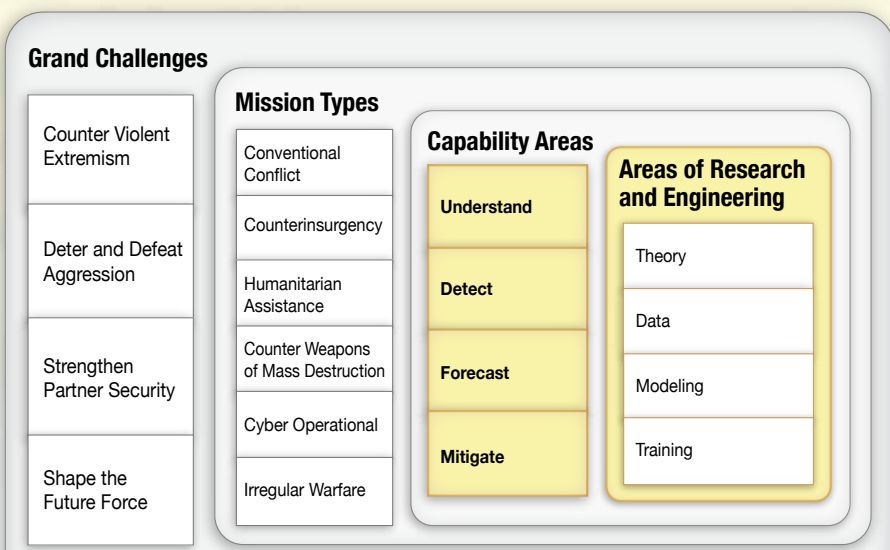 Grand Challenges
Counter Violent
Extremism
Deter and Defeat
Aggression
Strengthen
Partner Security
Shape the
Future Force
Mission Types
Conventional
Conflict
Counterinsurgency
Humanitarian
Assistance
Counter Weapons
of Mass Destruction
Cyber Operational
Irregular Warfare
Capability Areas
Understand
Detect
Forecast
Mitigate
Areas of Research
and Engineering
Theory
Data
Modeling
Training